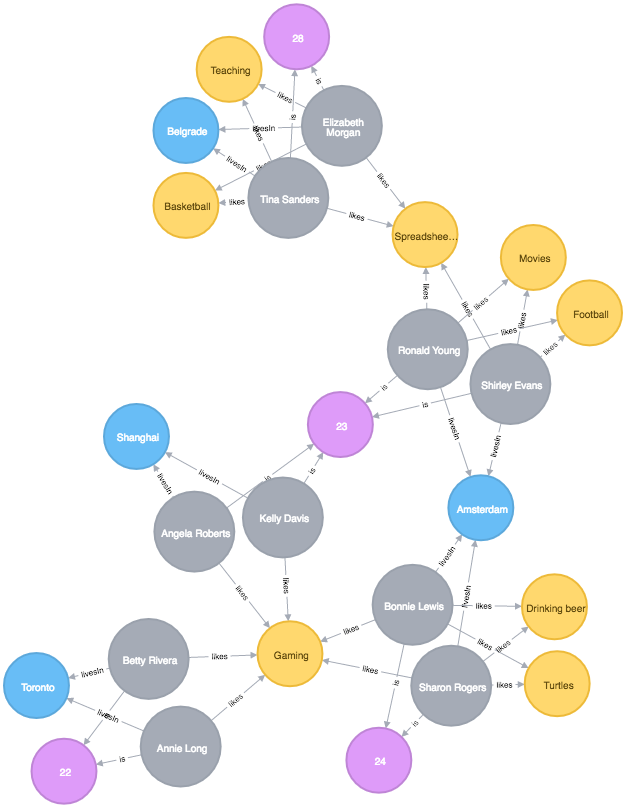 28
Teaching
is
likes
Elizabeth
Morgan
is
Belgrade
livesIn
likes
livesIn
likes
Basketball
likes
Tina Sanders
likes
Spreadshee…
Movies
likes
likes
likes
Football
likes
likes
likes
Ronald Young
likes
Shirley Evans
is
is
23
livesIn
livesIn
Shanghai
livesIn
is
is
livesIn
Amsterdam
Kelly Davis
Angela Roberts
livesIn
likes
likes
livesIn
Bonnie Lewis
likes
Drinking beer
likes
likes
likes
Gaming
likes
Betty Rivera
likes
livesIn
likes
Sharon Rogers
likes
Turtles
Toronto
is
likes
livesIn
is
Annie Long
is
is
22
24